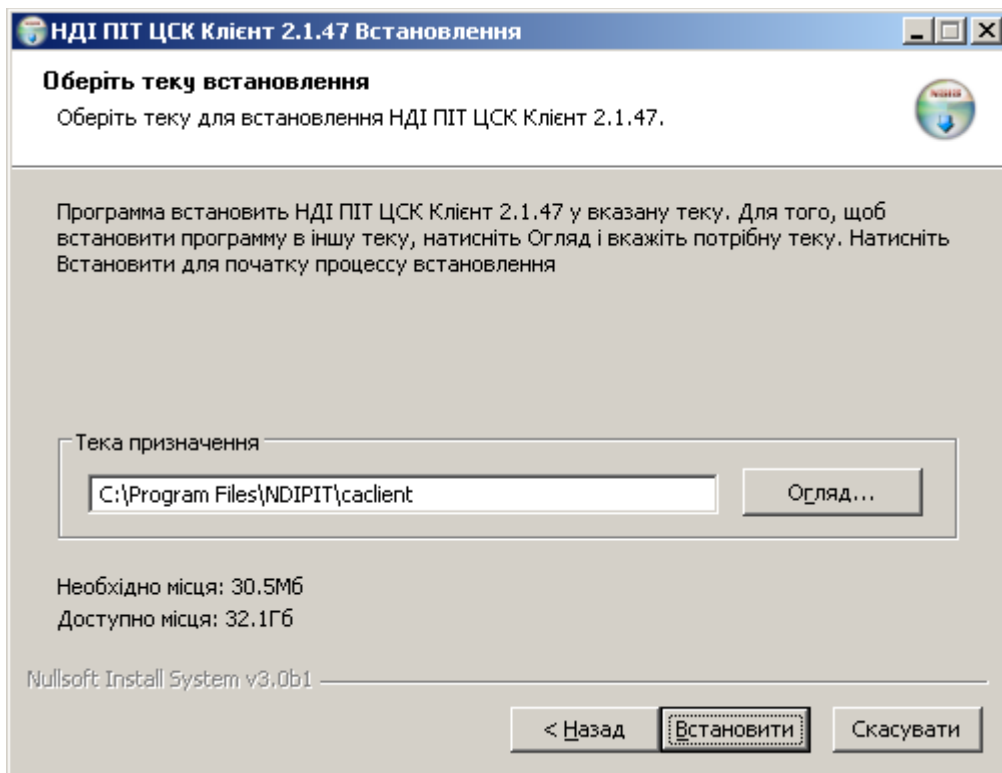 НДІ ПІТ ЦСК Клієнт 2.1.47 Встановлення
Оберіть теку встановлення
Оберіть теку для встановлення НДІ ПІТ ЦСК Клієнт 2.1.47.
Программа встановить НДІ ПІТ ЦСК Клієнт 2.1.47 у вказану теку. Для того, щоб
встановити программу в іншу теку, натисніть Огляд і вкажіть потрібну теку. Натисніть
Встановити для початку процессу встановлення
Тека призначення
C:\Program Files\NDIPIT\caclient
Огляд...
Необхідно місця: 30.5Мб
Доступно місця: 32.1Гб
Nullsoft Install System v3.0b1
< Назад
Встановити
Скасувати